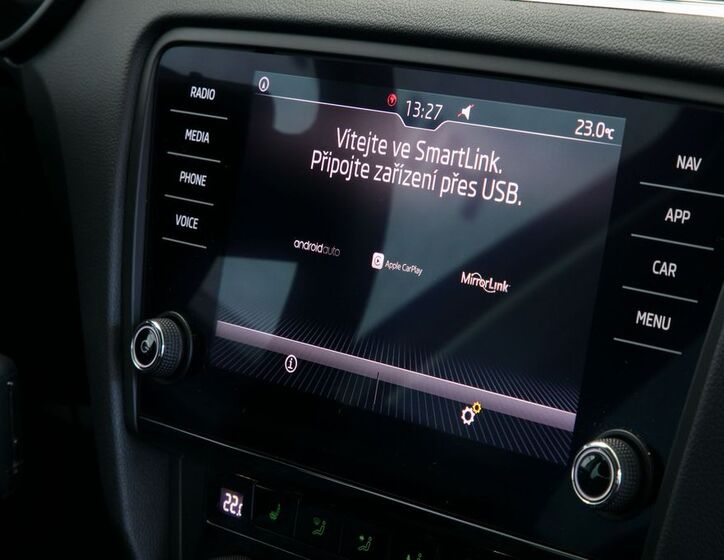 RADIO
MEDIA
PHONE
VOICE
13:27
23.0°C
Vítejte ve SmartLink.
Připojte zařízení přes USB.
androidauto
Apple CarPlay
MirrorLink
NAV
APP
CAR
MENU
22